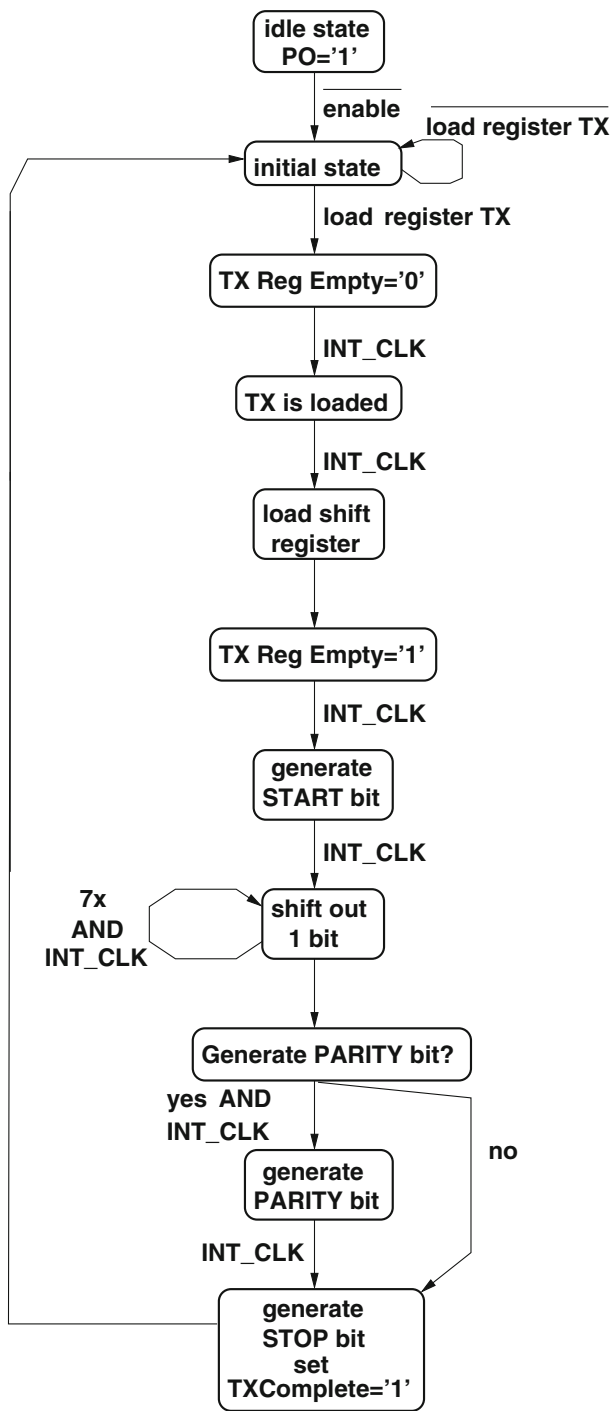 idle state
PO='1'
enable
load register TX
initial state
load register TX
TX Reg Empty='0'
INT_CLK
TX is loaded
INT_CLK
load shift
register
TX Reg Empty='1'
INT_CLK
generate
START bit
INT_CLK
7x
AND
INT_CLK
shift out
1 bit
Generate PARITY bit?
yes AND
INT_CLK
no
generate
PARITY bit
INT_CLK
generate
STOP bit
set
TXComplete='1'